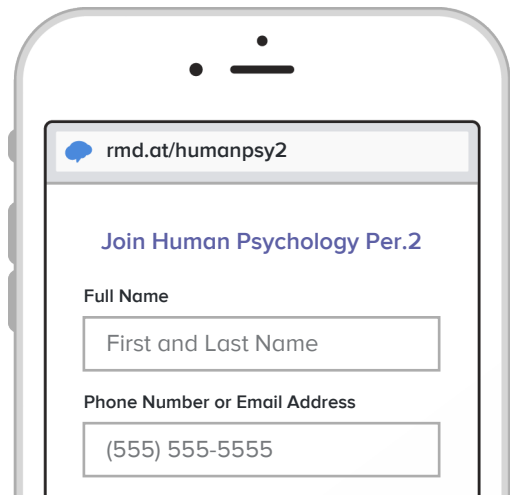 rmd.at/humanpsy2
Join Human Psychology Per.2
Full Name
First and Last Name
Phone Number or Email Address
(555) 555-5555